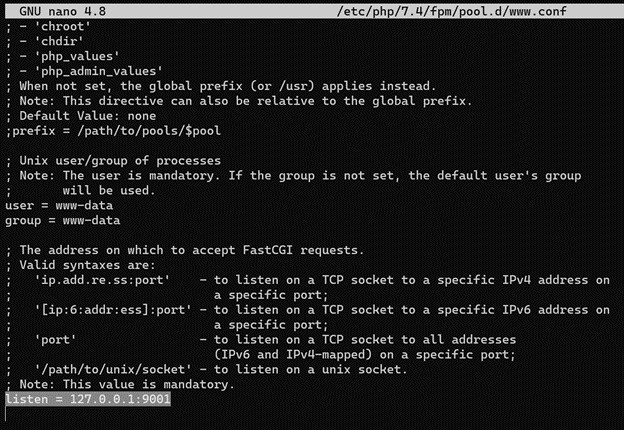 GNU nano 4.8 /etc/php/7.4/fpm/pool.d/www.conf
; - 'chroot'
; - 'chdir'
; - 'php_values'
; - 'php_admin_values'
; When not set, the global prefix (or /usr) applies instead.
; Note: This directive can also be relative to the global prefix.
; Default Value: none
;prefix = /path/to/pools/$pool
; Unix user/group of processes
; Note: The user is mandatory. If the group is not set, the default user's group
;       will be used.
user = www-data
group = www-data
; The address on which to accept FastCGI requests.
; Valid syntaxes are:
;   'ip.add.re.ss:port'    - to listen on a TCP socket to a specific IPv4 address on
;                            a specific port;
;   '[ip:6:addr:ess]:port' - to listen on a TCP socket to a specific IPv6 address on
;                            a specific port;
;   'port'                 - to listen on a TCP socket to all addresses
;                            (IPv6 and IPv4-mapped) on a specific port;
;   '/path/to/unix/socket' - to listen on a unix socket.
; Note: This value is mandatory.
listen = 127.0.0.1:9001